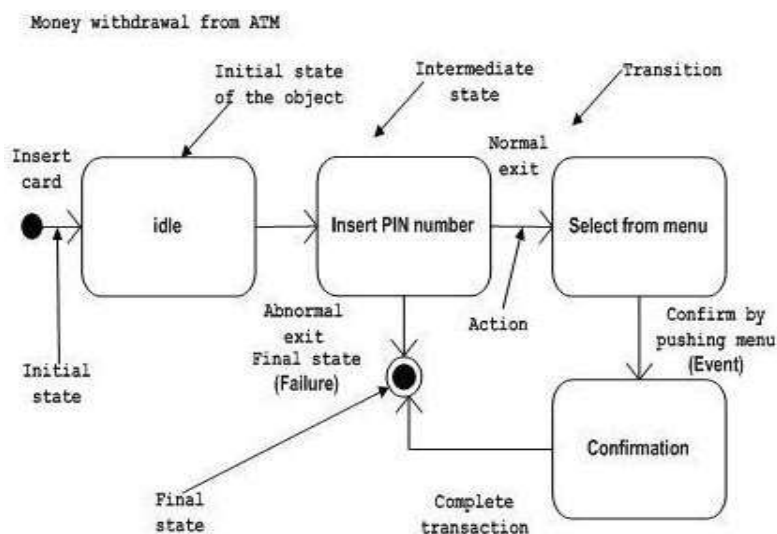 Money withdrawal from ATM
Initial state
of the object
Intermediate
state
Transition
Insert
card
Normal
exit
idle
Insert PIN number
Select from menu
Initial
state
Abnormal
exit
Final state
(Failure)
Action
Confirm by
pushing menu
(Event)
Confirmation
Final
state
Complete
transaction